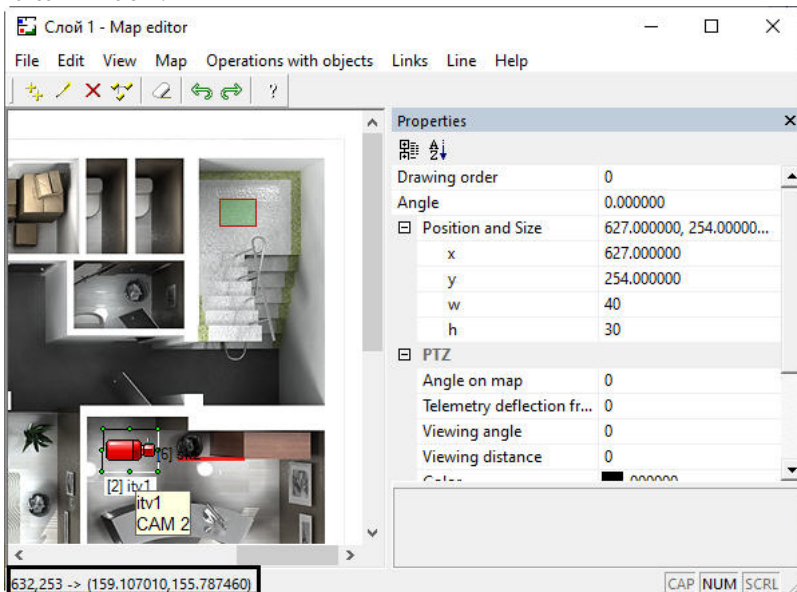 Слой 1 - Map editor
File Edit View Map Operations with objects Links Line Help
?
Properties
Drawing order 0
Angle 0.000000
Position and Size 627.000000, 254.00000...
x 627.000000
y 254.000000
w 40
h 30
PTZ
Angle on map 0
Telemetry deflection fr... 0
Viewing angle 0
Viewing distance 0
[6]
[2] itv1
itv1
CAM 2
632,253 -> (159.107010,155.787460)
CAP NUM SCRL